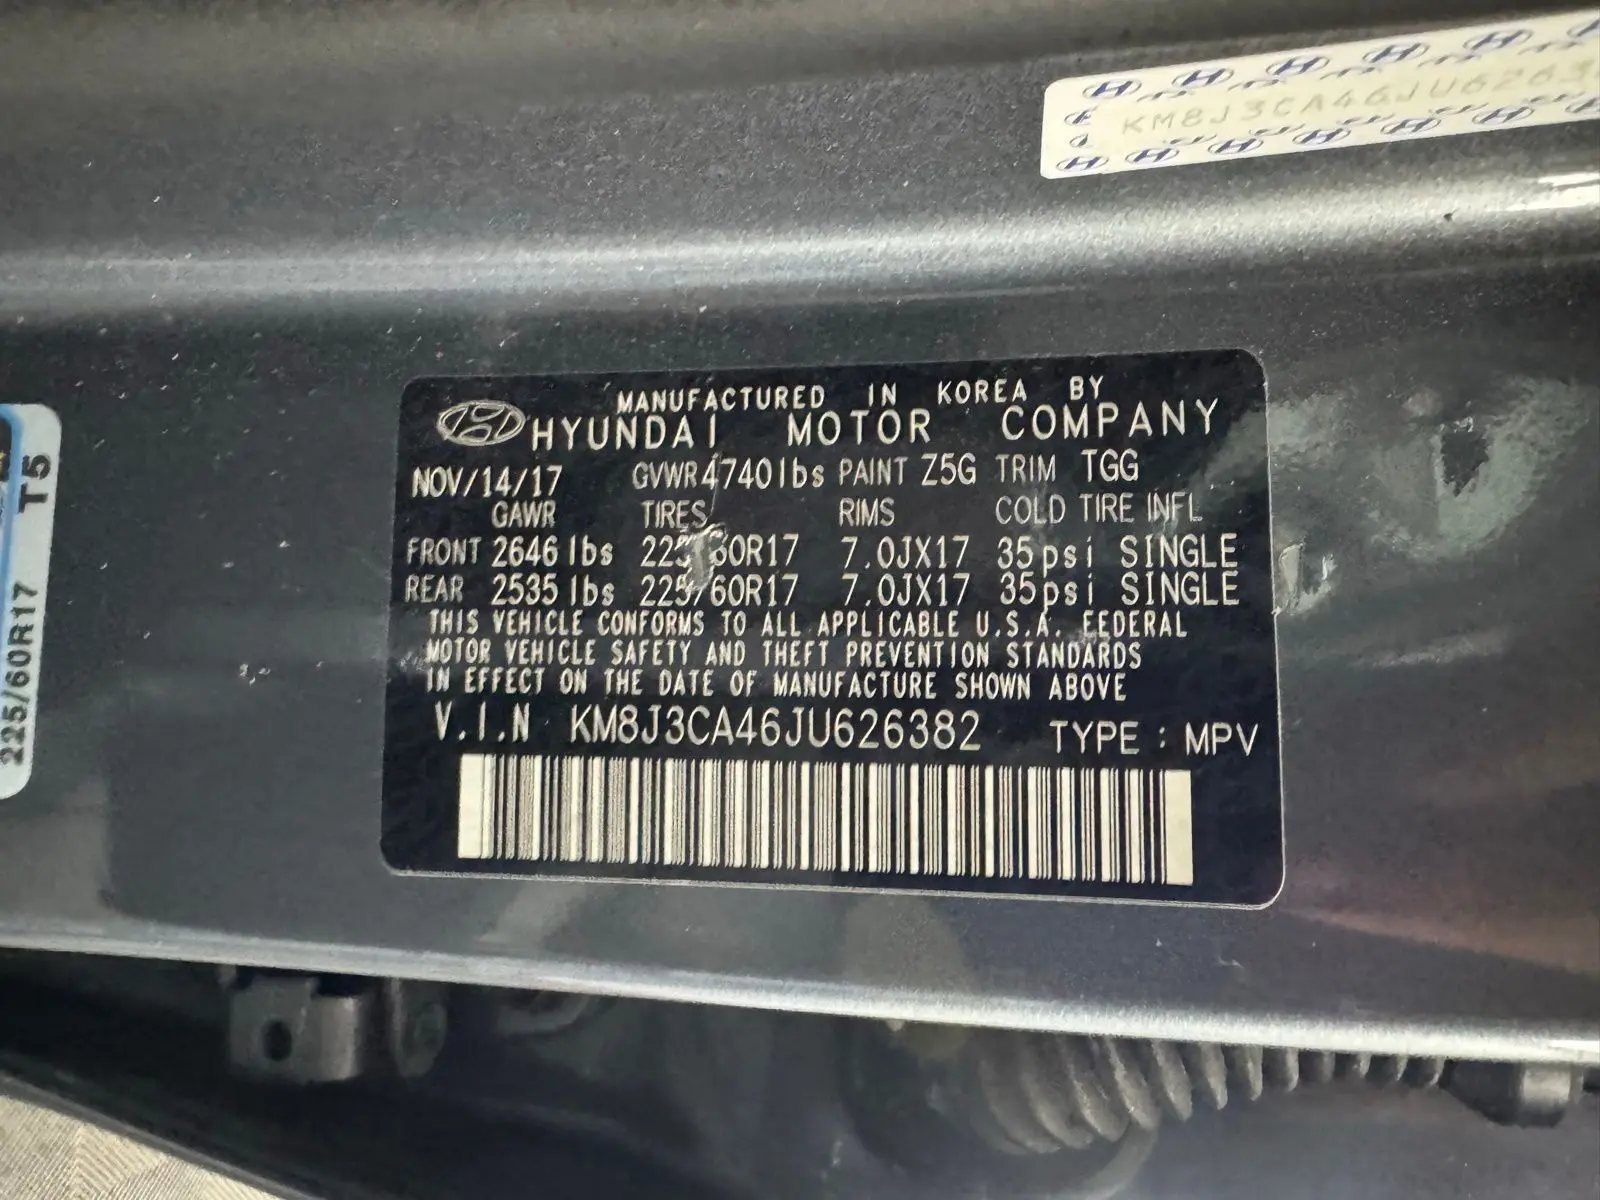 KM8J3CA46JU6263
MANUFACTURED IN KOREA BY
HYUNDAI MOTOR COMPANY
NOV/14/17 GVWR 4740lbs PAINT Z5G TRIM TGG
GAWR TIRES RIMS COLD TIRE INFL
FRONT 2646lbs 225/60R17 7.0JX17 35psi SINGLE
REAR 2535lbs 225/60R17 7.0JX17 35psi SINGLE
THIS VEHICLE CONFORMS TO ALL APPLICABLE U.S.A. FEDERAL
MOTOR VEHICLE SAFETY AND THEFT PREVENTION STANDARDS
IN EFFECT ON THE DATE OF MANUFACTURE SHOWN ABOVE
V.I.N KM8J3CA46JU626382 TYPE : MPV
225/60R17 T5